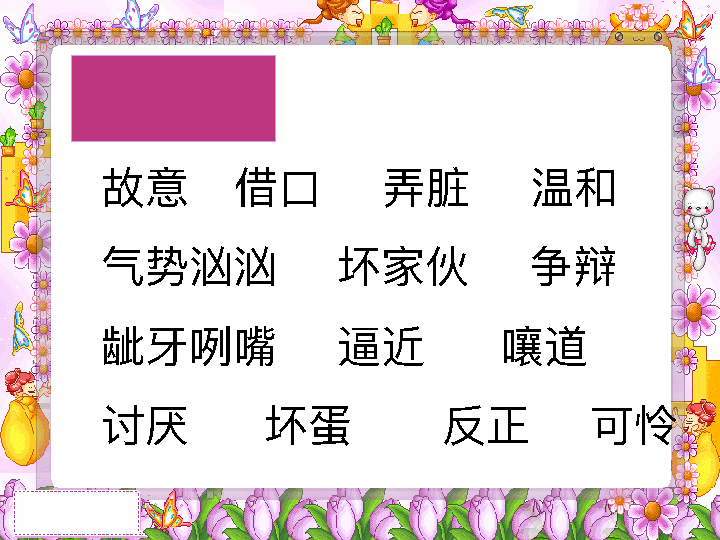 故意 借口 弄脏 温和
气势汹汹 坏家伙 争辩
龇牙咧嘴 逼近 嚷道
讨厌 坏蛋 反正 可怜